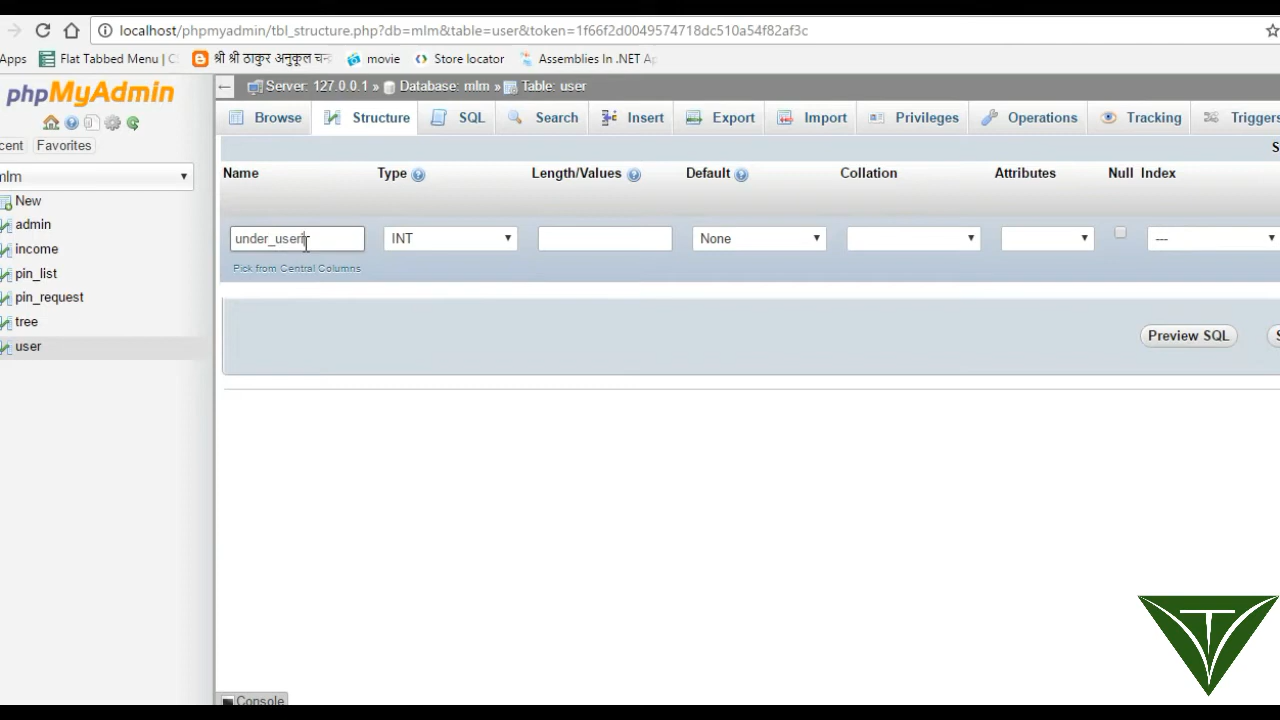 localhost/phpmyadmin/tbl_structure.php?db=mlm&table=user&token=1f66f2d0049574718dc510a54f82af3c
Apps Flat Tabbed Menu | श्री श्री ठाकुर अनुकूल movie Store locator Assemblies In .NET
phpMyAdmin
Server: 127.0.0.1 » Database: mlm » Table: user
Browse Structure SQL Search Insert Export Import Privileges Operations Tracking Triggers
Favorites
mlm
New
admin
income
pin_list
pin_request
tree
user
Name Type Length/Values Default Collation Attributes Null Index
under_user INT None ---
Pick from Central Columns
Preview SQL
Console
T